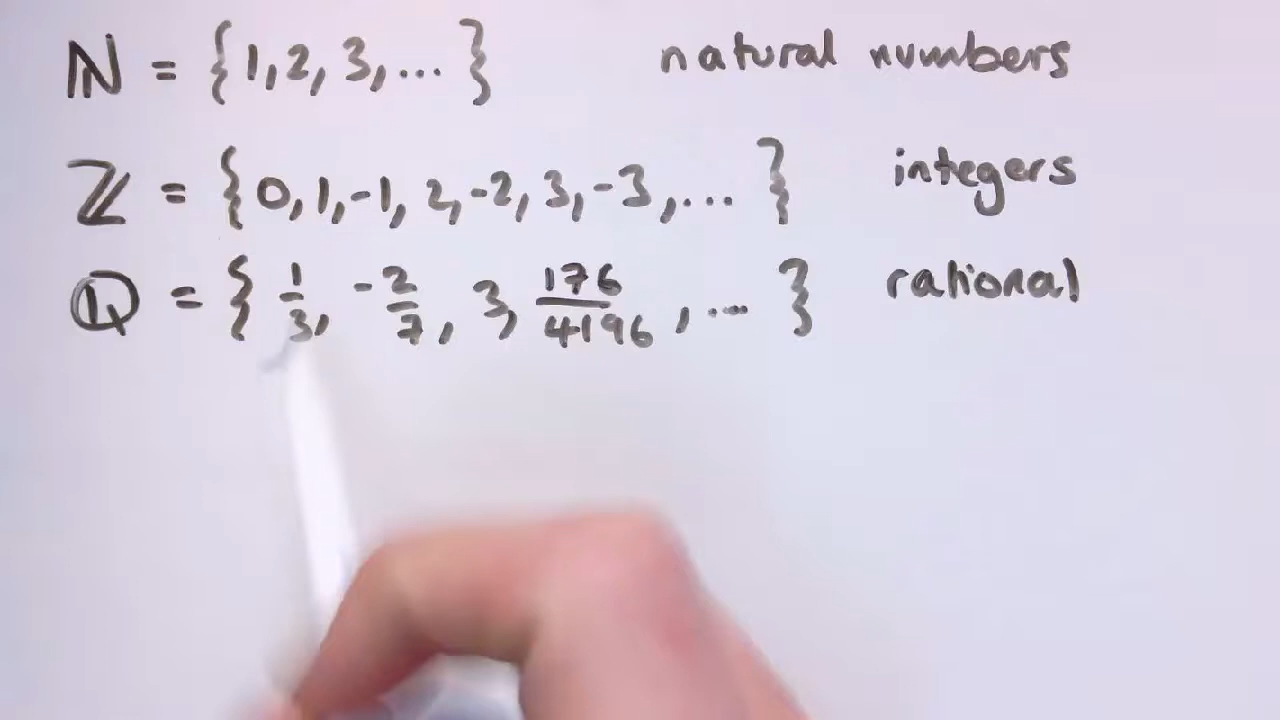 ℕ = {1, 2, 3, ...} natural numbers
ℤ = {0, 1, -1, 2, -2, 3, -3, ...} integers
ℚ = {1/3, -2/7, 3, 176/4196, ...} rational